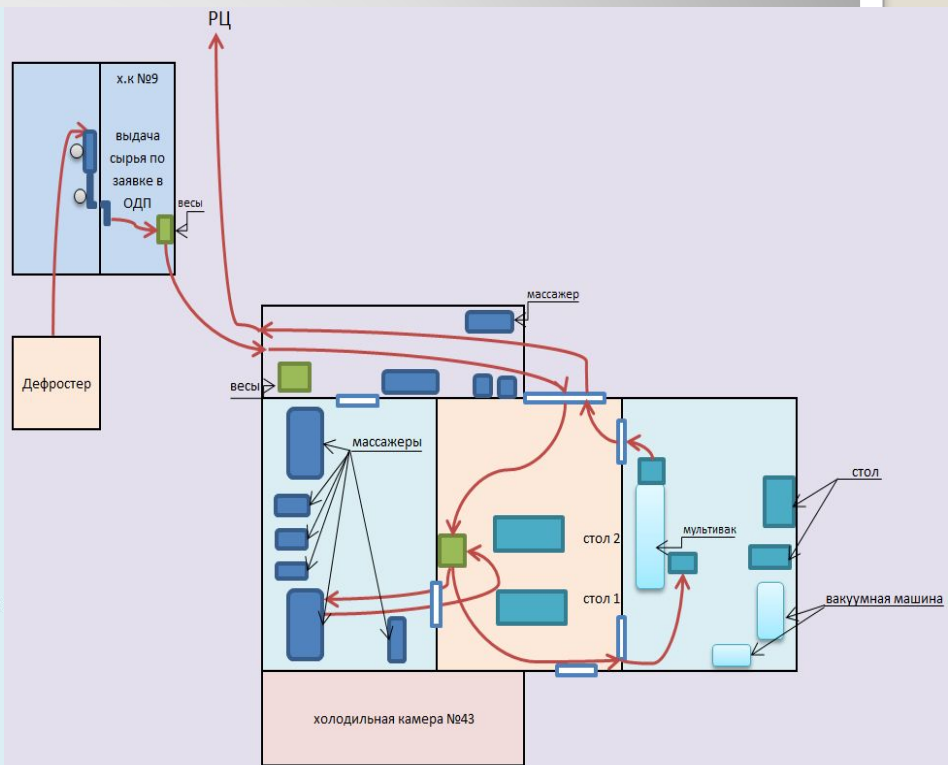 РЦ
х.к №9
выдача
сырья по
заявке в
ОДП
весы
массажер
Дефростер
весы
массажеры
стол
стол 2
мультивак
стол 1
вакуумная машина
холодильная камера №43